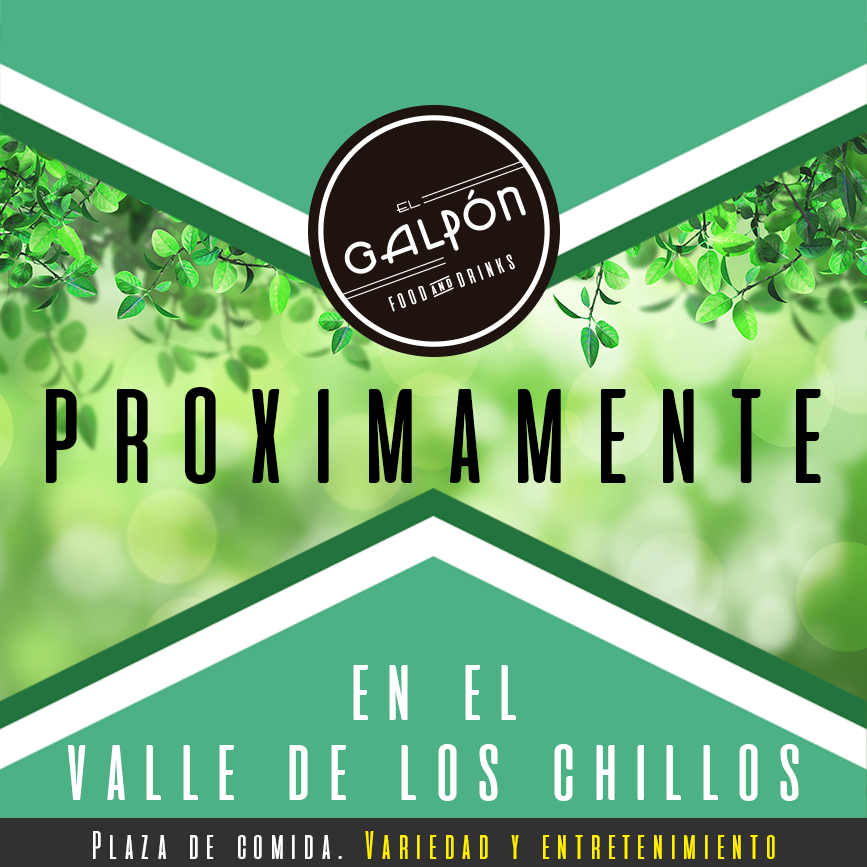 EL
GALPÓN
FOOD AND DRINKS
PROXIMAMENTE
EN EL
VALLE DE LOS CHILLOS
PLAZA DE COMIDA. VARIEDAD Y ENTRETENIMIENTO